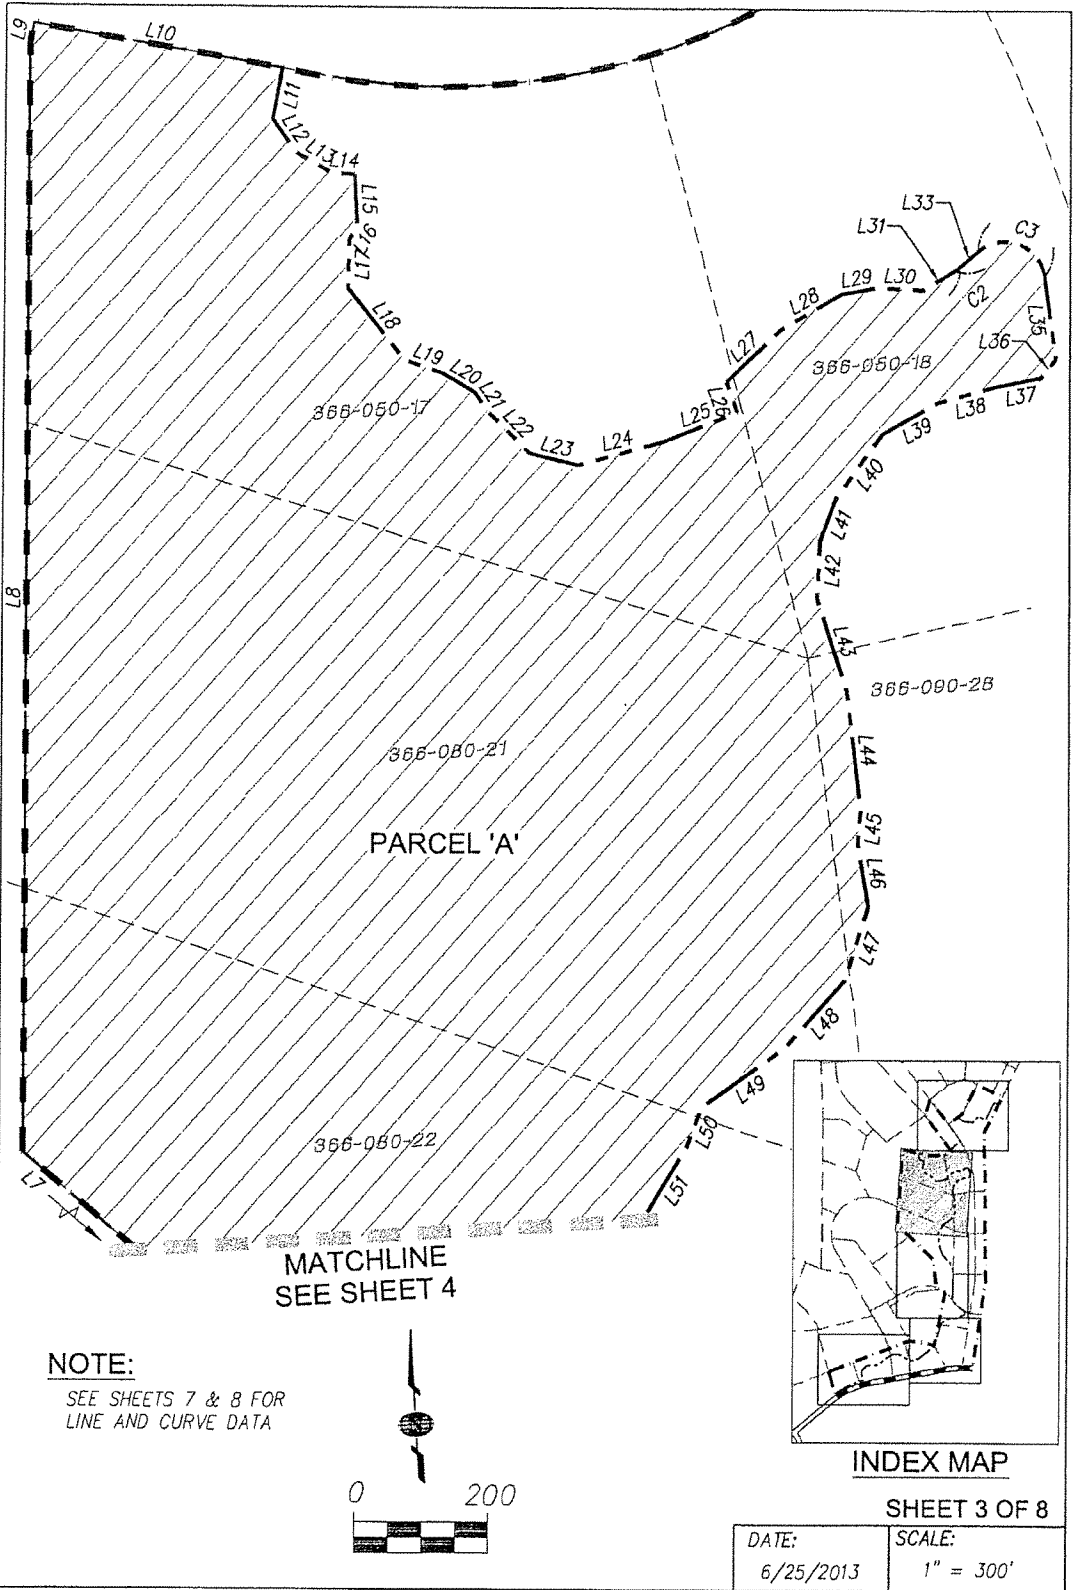 L9
L10
L11
L12
L13
L14
L15
L16
L17
L18
L19
L20
L21
L22
L23
L24
L25
L26
L27
L28
L29
L30
L31
L33
C2
C3
L35
L36
L37
L38
L39
L40
L41
L42
L43
L44
L45
L46
L47
L48
L49
L50
L51
L8
L7
366-050-17
366-050-18
366-090-28
366-080-21
PARCEL 'A'
366-080-22
MATCHLINE
SEE SHEET 4
NOTE:
SEE SHEETS 7 & 8 FOR
LINE AND CURVE DATA
0 200
INDEX MAP
SHEET 3 OF 8
DATE:
6/25/2013
SCALE:
1" = 300'